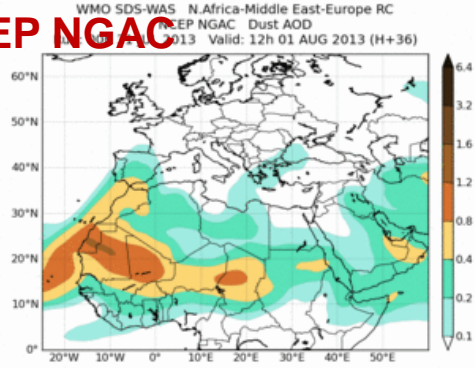 WMO SDS-WAS N.Africa-Middle East-Europe RC
NCEP NGAC Dust AOD
EP NGAC
2013 Valid: 12h 01 AUG 2013 (H+36)
60°N
50°N
40°N
30°N
20°N
10°N
0°
20°W 10°W 0° 10°E 20°E 30°E 40°E 50°E
6.4
3.2
1.6
1.2
0.8
0.4
0.2
0.1